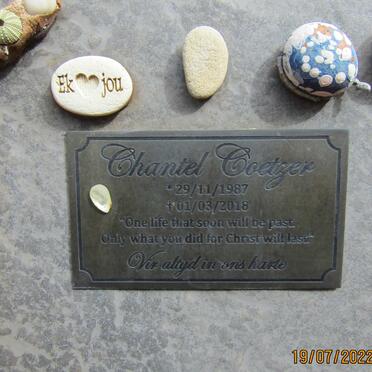 Ek jou
Chantel Coetzer
* 29/11/1987
† 01/03/2018
"One life that soon will be past.
Only what you did for Christ will last"
Vir altyd in ons harte
19/07/2022